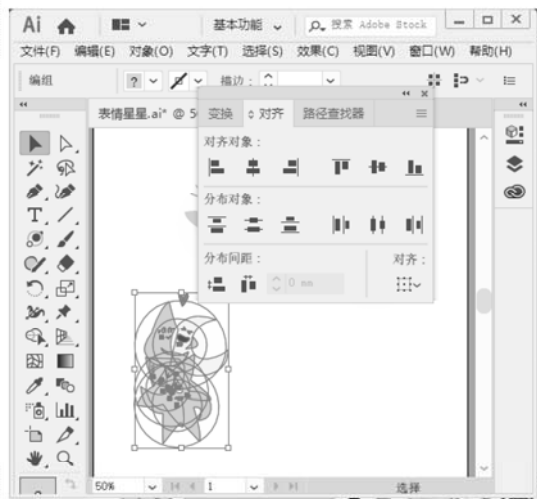 Ai 基本功能 搜索 Adobe Stock
文件(F) 编辑(E) 对象(O) 文字(T) 选择(S) 效果(C) 视图(V) 窗口(W) 帮助(H)
编组 ? 描边:
表情星星.ai* @ 5
变换 对齐 路径查找器
对齐对象:
分布对象:
分布间距: 对齐:
0 mm
50% 1 选择